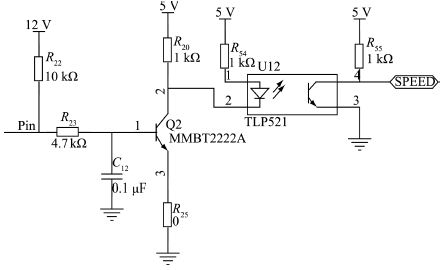 5 V
5 V
5 V
12 V
R20
1 kΩ
R54
1 kΩ
R55
1 kΩ
R22
10 kΩ
U12
1
4
SPEED
2
2
3
TLP521
Pin
R23
4.7 kΩ
1
Q2
MMBT2222A
C12
0.1 μF
3
R25
0